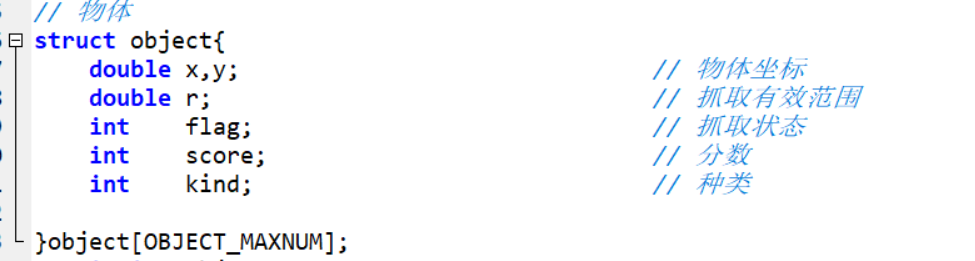 // 物体
struct object{
double x,y; // 物体坐标
double r; // 抓取有效范围
int flag; // 抓取状态
int score; // 分数
int kind; // 种类
}object[OBJECT_MAXNUM];